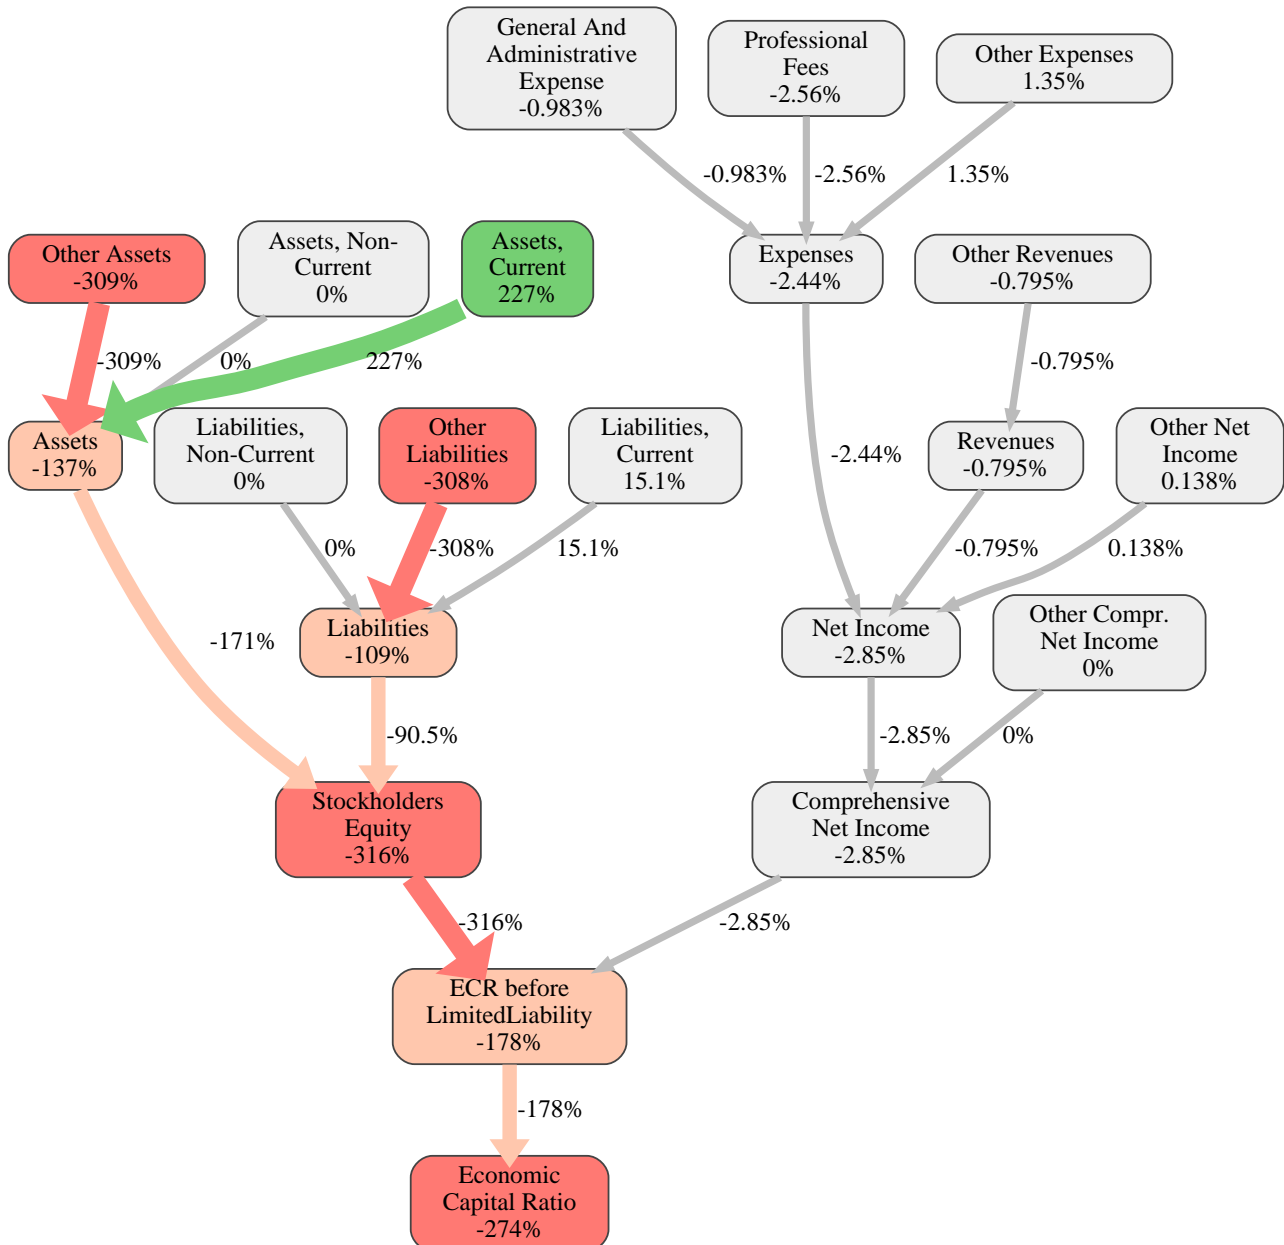 General And
Administrative
Expense
-0.983%
Professional
Fees
-2.56%
Other Expenses
1.35%
-0.983%
-2.56%
1.35%
Other Assets
-309%
Assets, Non-
Current
0%
Assets,
Current
227%
Expenses
-2.44%
Other Revenues
-0.795%
-309%
0%
227%
-0.795%
Assets
-137%
Liabilities,
Non-Current
0%
Other
Liabilities
-308%
Liabilities,
Current
15.1%
-2.44%
Revenues
-0.795%
Other Net
Income
0.138%
0%
-308%
15.1%
-0.795%
0.138%
-171%
Liabilities
-109%
Net Income
-2.85%
Other Compr.
Net Income
0%
-90.5%
-2.85%
0%
Stockholders
Equity
-316%
Comprehensive
Net Income
-2.85%
-316%
-2.85%
ECR before
LimitedLiability
-178%
-178%
Economic
Capital Ratio
-274%